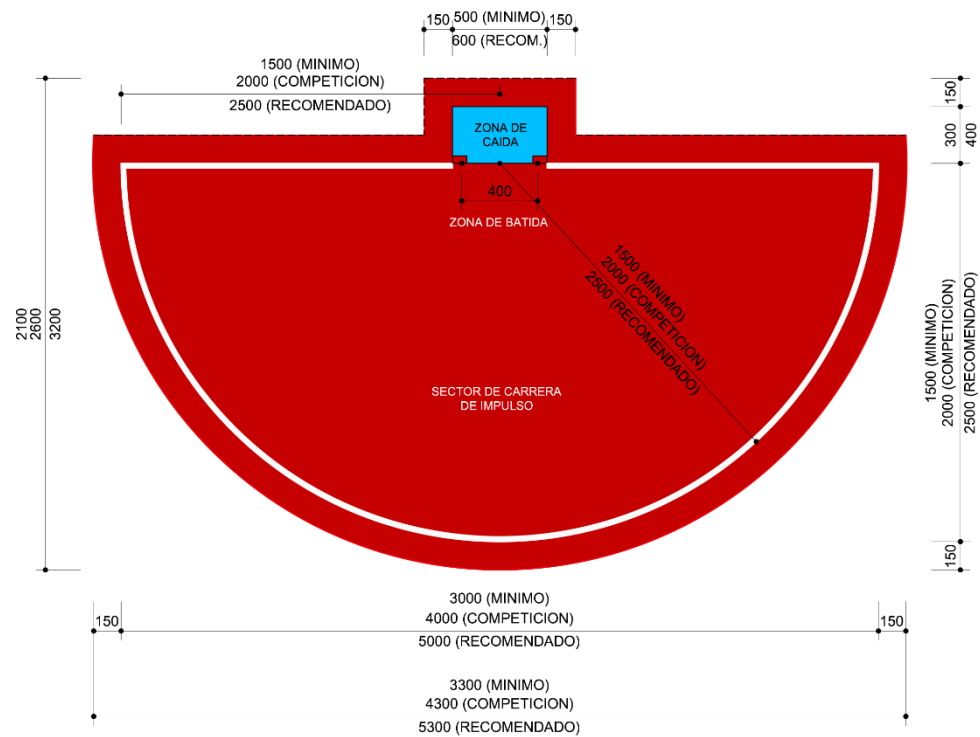 150 500 (MINIMO) 150
600 (RECOM.)
1500 (MINIMO)
2000 (COMPETICION)
2500 (RECOMENDADO)
150
300
400
ZONA DE
CAIDA
400
ZONA DE BATIDA
1500 (MINIMO)
2000 (COMPETICION)
2500 (RECOMENDADO)
2100
2600
3200
SECTOR DE CARRERA
DE IMPULSO
1500 (MINIMO)
2000 (COMPETICION)
2500 (RECOMENDADO)
150
3000 (MINIMO)
150 4000 (COMPETICION) 150
5000 (RECOMENDADO)
3300 (MINIMO)
4300 (COMPETICION)
5300 (RECOMENDADO)